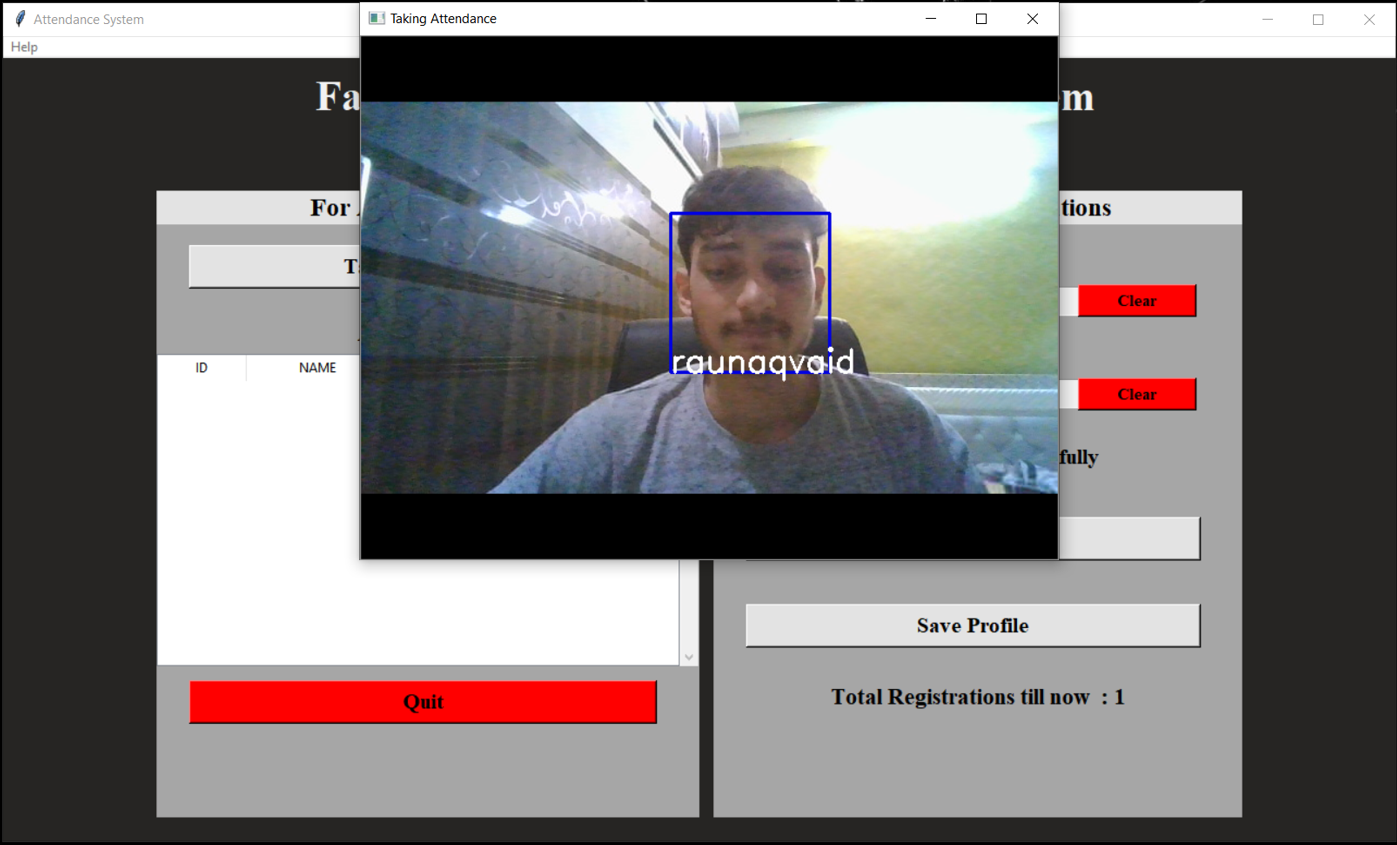 Attendance System
Taking Attendance
Help
Fa
m
For
tions
T
Clear
ID
NAME
raunaqvaid
Clear
fully
Save Profile
Quit
Total Registrations till now : 1